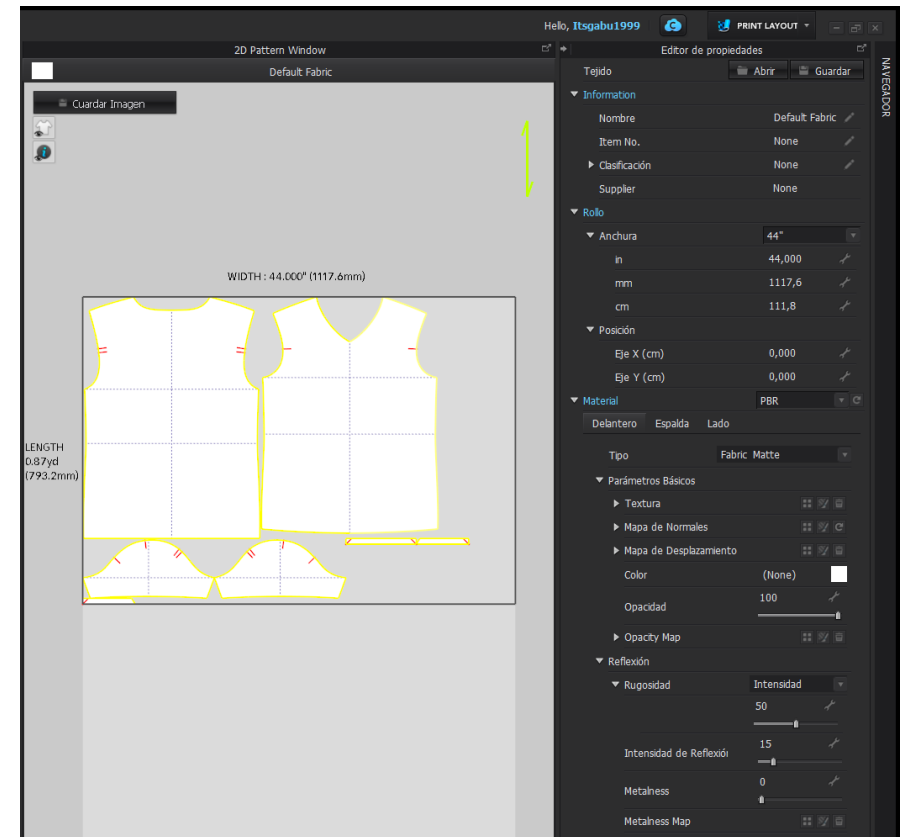 Hello, Itsgabu1999
PRINT LAYOUT
2D Pattern Window
Editor de propiedades
NAVEGADOR
Default Fabric
Tejido
Abrir
Guardar
Cuardar Imagen
Information
Nombre Default Fabric
Item No. None
Clasificación None
Supplier None
Rollo
Anchura 44"
in 44,000
mm 1117,6
cm 111,8
WIDTH : 44.000" (1117.6mm)
Posición
Eje X (cm) 0,000
Eje Y (cm) 0,000
Material PBR
Delantero Espalda Lado
LENGTH
0.87yd
(793.2mm)
Tipo Fabric Matte
Parámetros Básicos
Textura
Mapa de Normales
Mapa de Desplazamiento
Color (None)
Opacidad 100
Opacity Map
Reflexión
Rugosidad Intensidad
50
Intensidad de Reflexión 15
Metalness 0
Metalness Map